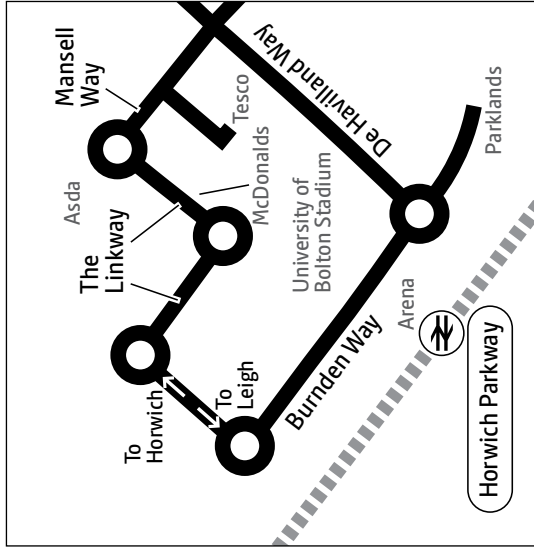 Mansell
Way
Asda
Tesco
De Havilland Way
McDonalds
The
Linkway
Parklands
University of
Bolton Stadium
Arena
To
Horwich
To
Leigh
Burnden Way
Horwich Parkway